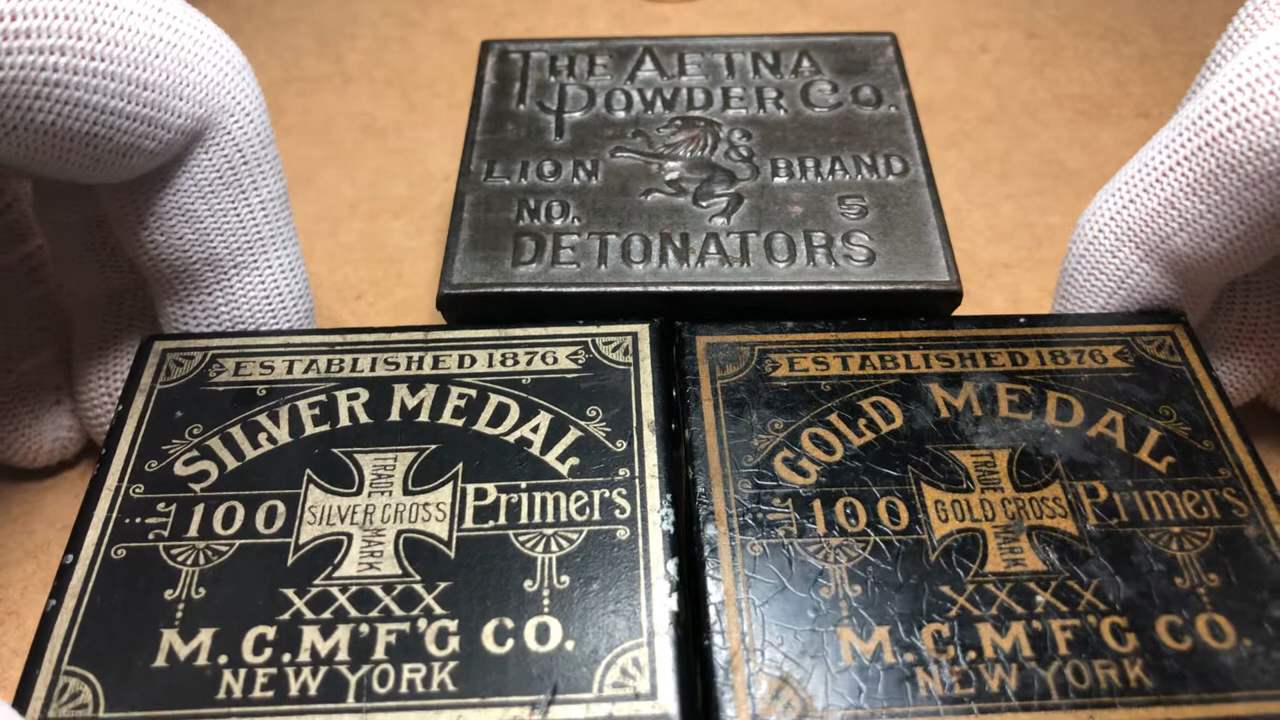 THE AETNA
POWDER CO.
LION BRAND
NO. 5
DETONATORS
ESTABLISHED 1876
SILVER MEDAL
100 Primers
TRADE MARK
SILVER CROSS
XXXX
M.C.M'F'G CO.
NEW YORK
ESTABLISHED 1876
GOLD MEDAL
100 Primers
TRADE MARK
GOLD CROSS
XXXX
M.C.M'F'G CO.
NEW YORK